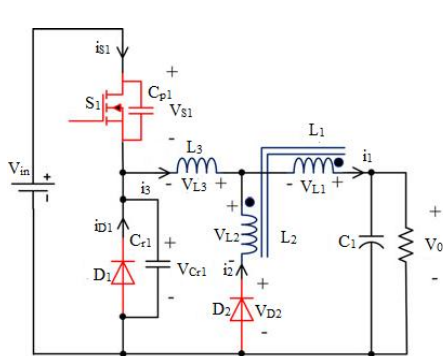 iS1
+
Cp1
S1
VS1
-
L1
L3
Vin
+
-
i3
-
VL3
+
-
VL1
+
i1
iD1
Cr1
+
+
VL2
-
L2
C1
+
V0
-
D1
VCr1
-
i2
+
D2
VD2
-